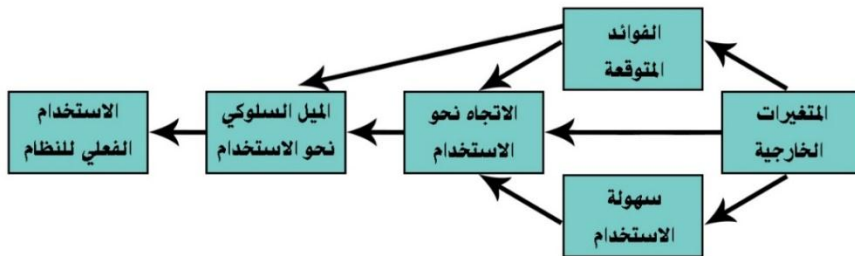 الفوائد
المتوقعة
المتغيرات
الخارجية
الاتجاه نحو
الاستخدام
الميل السلوكي
نحو الاستخدام
الاستخدام
الفعلي للنظام
سهولة
الاستخدام